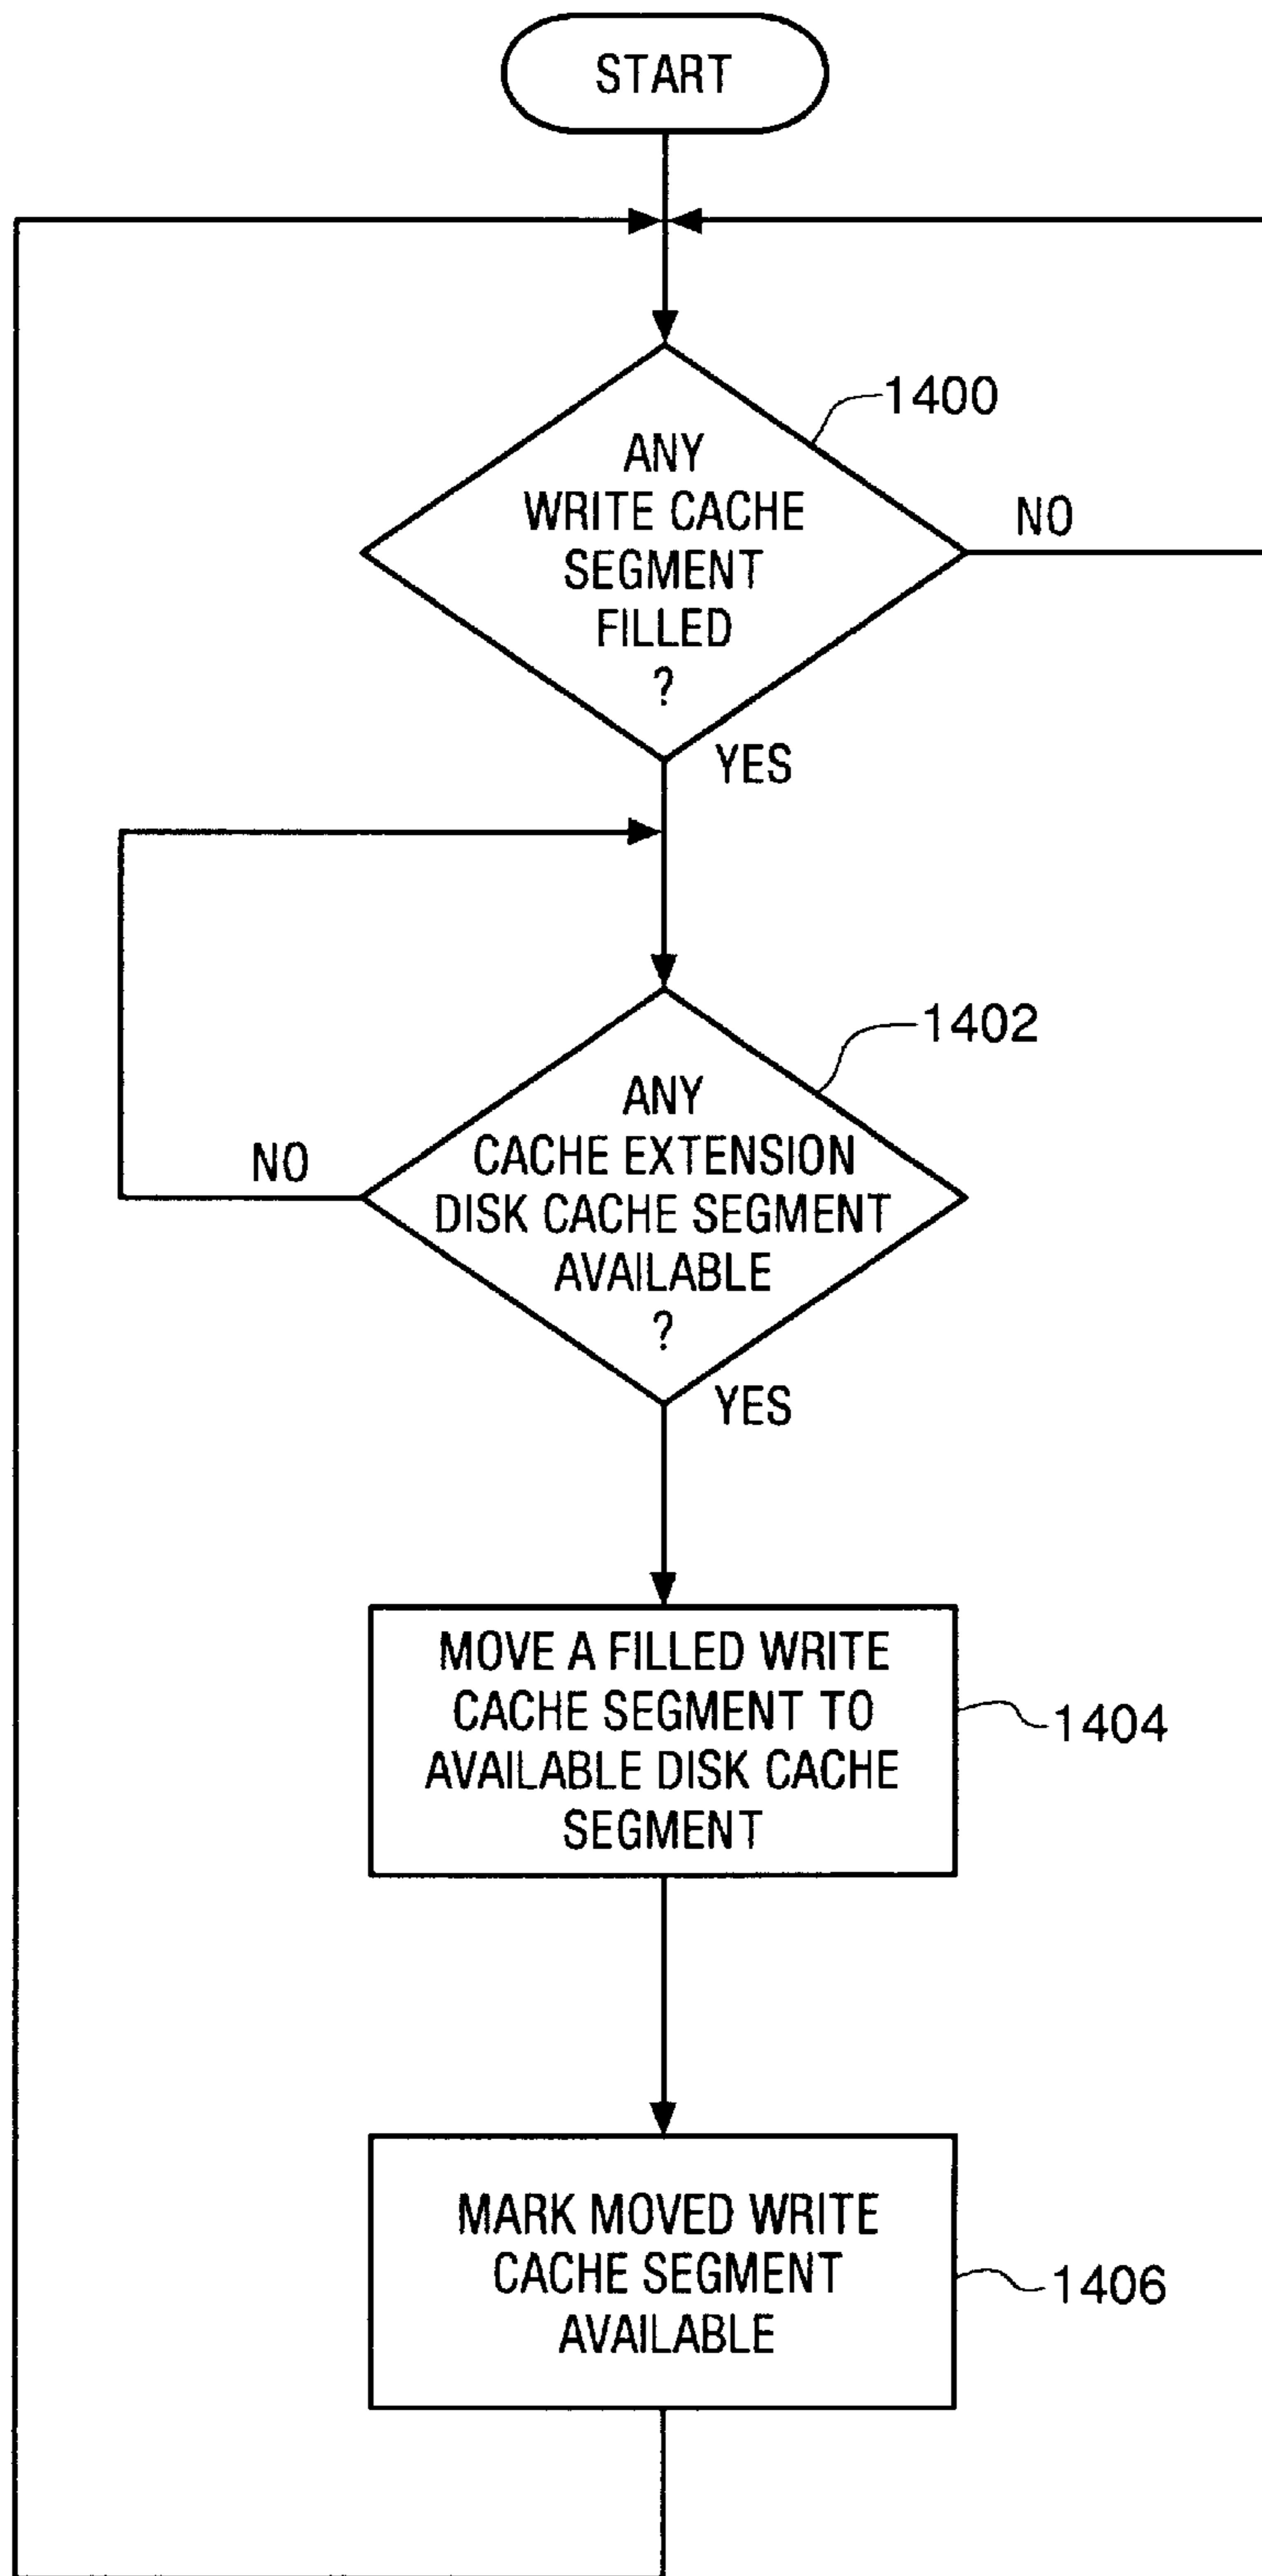 START
1400
ANY
WRITE CACHE
SEGMENT
FILLED
?
NO
YES
1402
ANY
CACHE EXTENSION
DISK CACHE SEGMENT
AVAILABLE
?
NO
YES
MOVE A FILLED WRITE
CACHE SEGMENT TO
AVAILABLE DISK CACHE
SEGMENT
1404
MARK MOVED WRITE
CACHE SEGMENT
AVAILABLE
1406